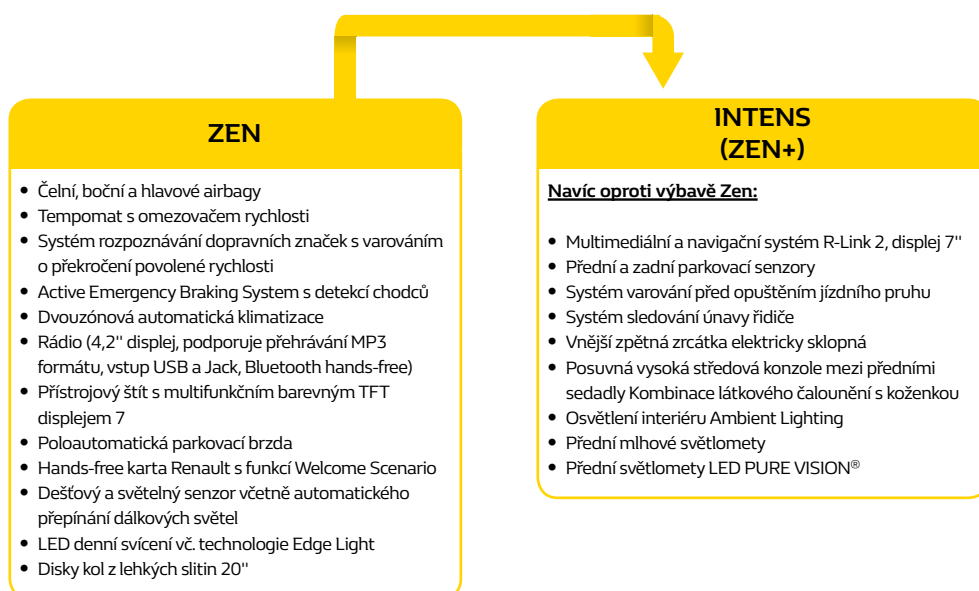 ZEN
• Čelní, boční a hlavové airbagy
• Tempomat s omezovačem rychlosti
• Systém rozpoznávání dopravních značek s varováním
o překročení povolené rychlosti
• Active Emergency Braking System s detekcí chodců
• Dvouzónová automatická klimatizace
• Rádio (4,2'' displej, podporuje přehrávání MP3
formátu, vstup USB a Jack, Bluetooth hands-free)
• Přístrojový štít s multifunkčním barevným TFT
displejem 7
• Poloautomatická parkovací brzda
• Hands-free karta Renault s funkcí Welcome Scenario
• Dešťový a světelný senzor včetně automatického
přepínání dálkových světel
• LED denní svícení vč. technologie Edge Light
• Disky kol z lehkých slitin 20''
INTENS
(ZEN+)
Navíc oproti výbavě Zen:
• Multimediální a navigační systém R-Link 2, displej 7''
• Přední a zadní parkovací senzory
• Systém varování před opuštěním jízdního pruhu
• Systém sledování únavy řidiče
• Vnější zpětná zrcátka elektricky sklopná
• Posuvná vysoká středová konzole mezi předními
sedadly Kombinace látkového čalounění s koženkou
• Osvětlení interiéru Ambient Lighting
• Přední mlhové světlomety
• Přední světlomety LED PURE VISION®